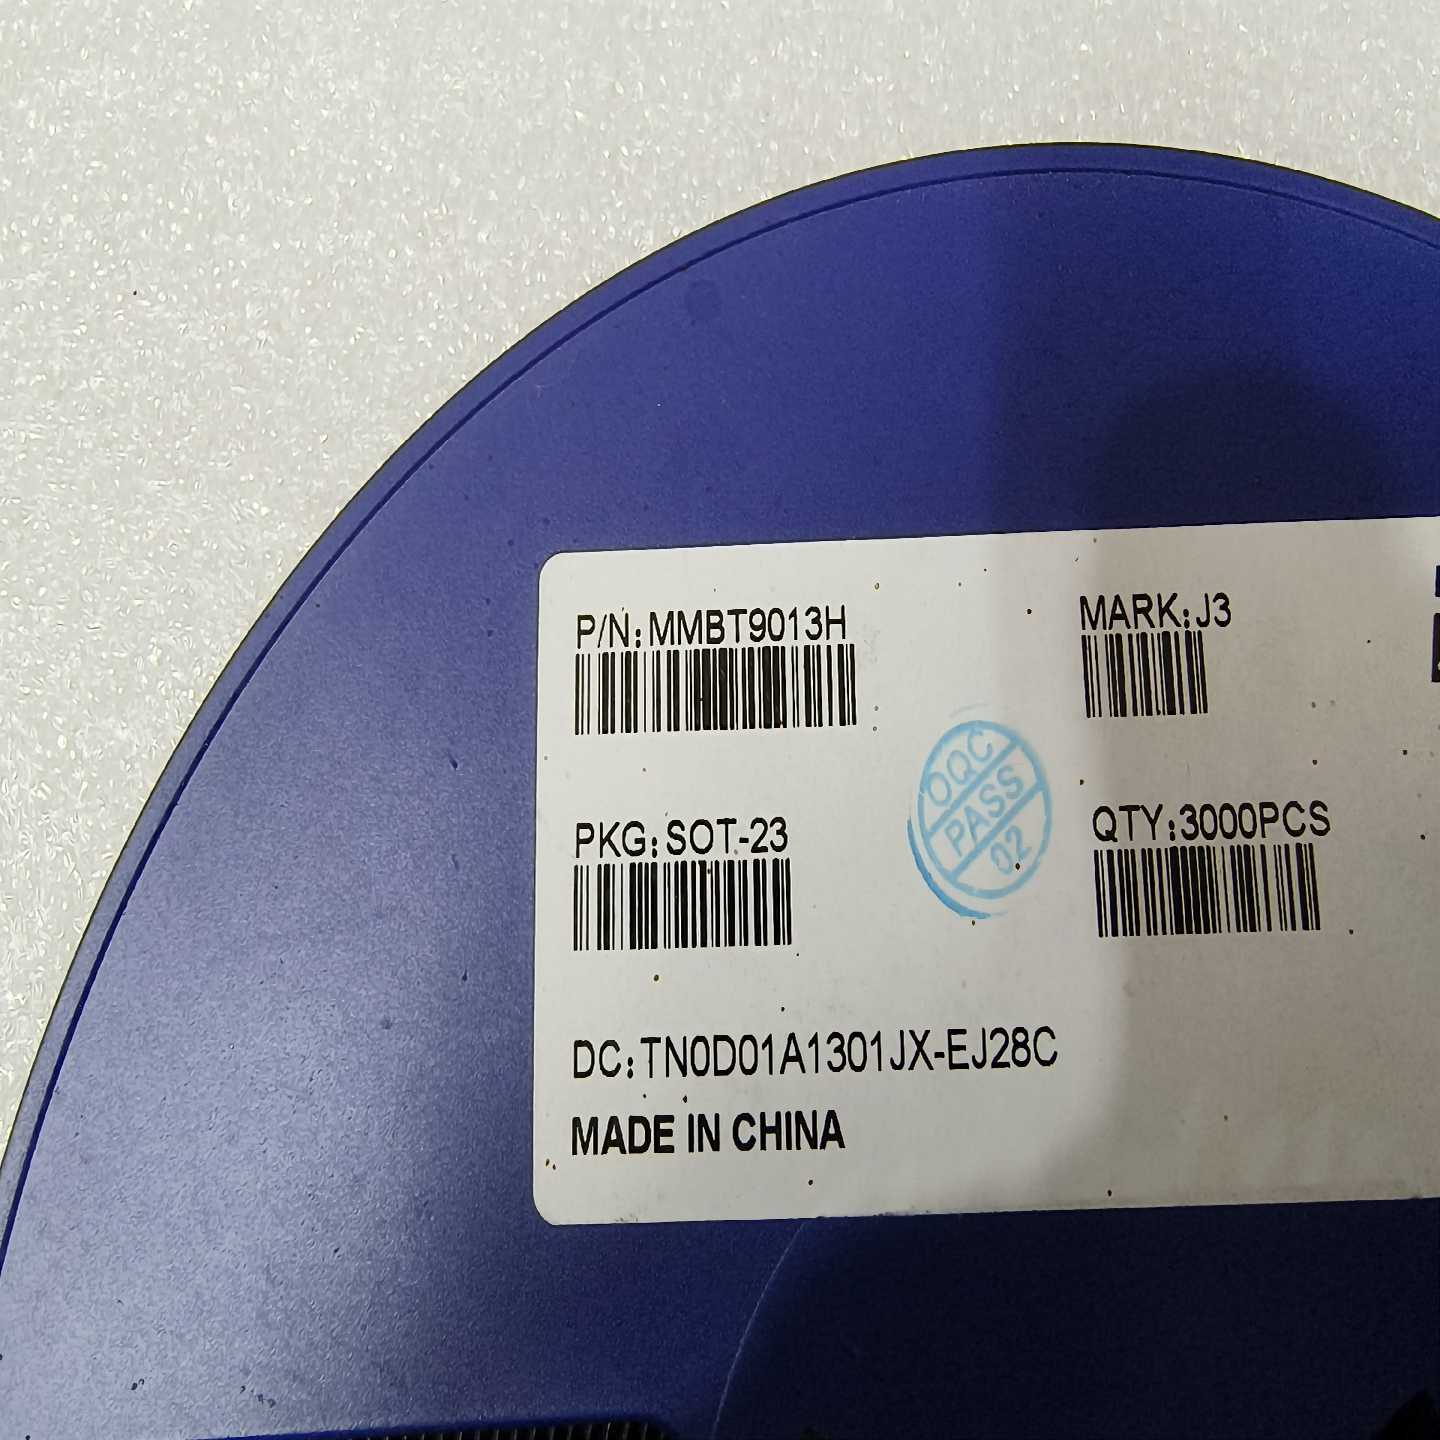 P/N:MMBT9013H
MARK:J3
OQC
PASS
02
PKG:SOT-23
QTY:3000PCS
DC:TN0D01A1301JX-EJ28C
MADE IN CHINA